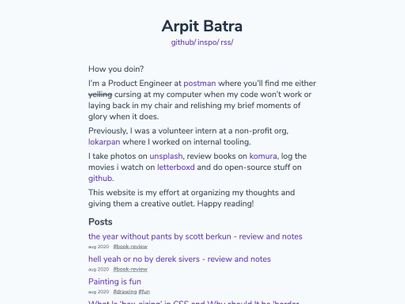 Arpit Batra
github/ inspo/ rss/
How you doin?
I'm a Product Engineer at postman where you'll find me either
yelling cursing at my computer when my code won't work or
laying back in my chair and relishing my brief moments of
glory when it does.
Previously, I was a volunteer intern at a non-profit org,
lokarpan where I worked on internal tooling.
I take photos on unsplash, review books on komura, log the
movies i watch on letterboxd and do open-source stuff on
github.
This website is my effort at organizing my thoughts and
giving them a creative outlet. Happy reading!
Posts
the year without pants by scott berkun - review and notes
aug 2020 #book-review
hell yeah or no by derek sivers - review and notes
aug 2020 #book-review
Painting is fun
aug 2020 #drawing #fun
What is 'box-sizing' in CSS and Why should it be 'border